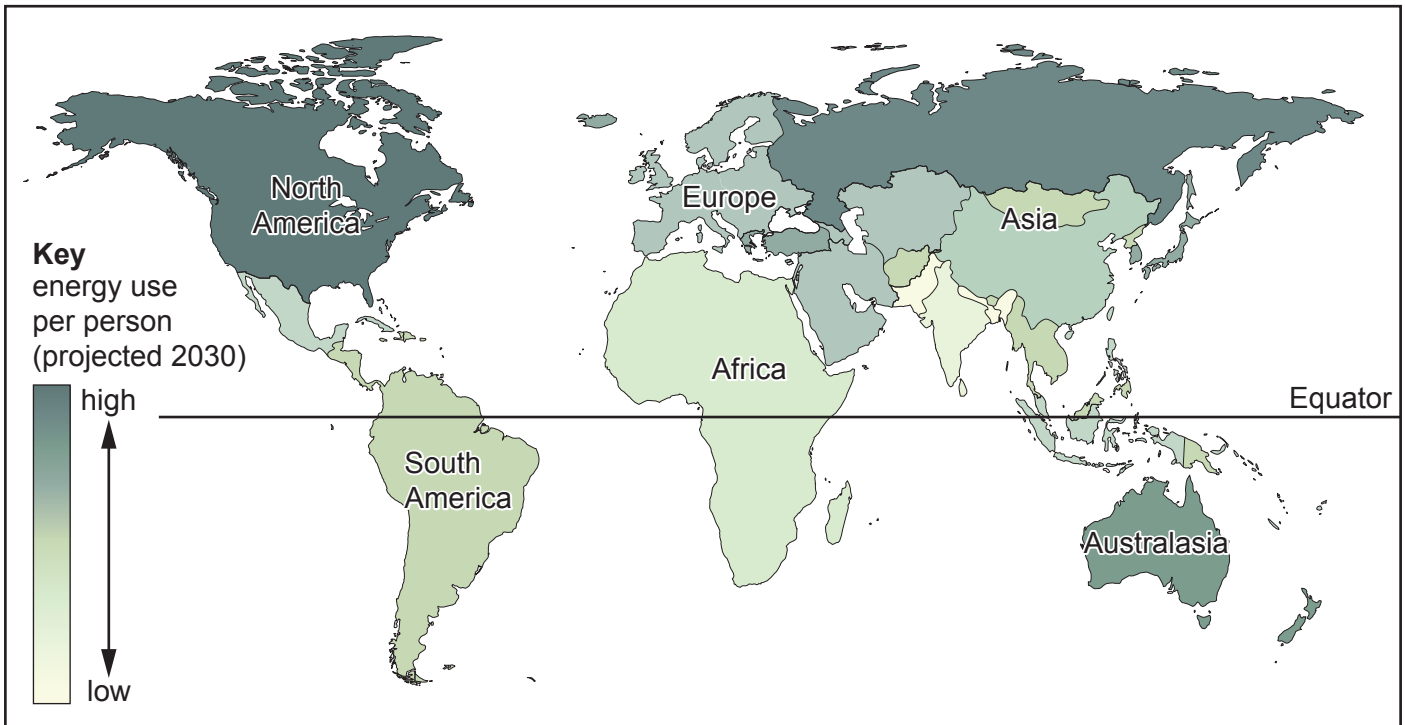 North
America
Europe
Asia
Key
energy use
per person
(projected 2030)
high
low
Africa
Equator
South
America
Australasia